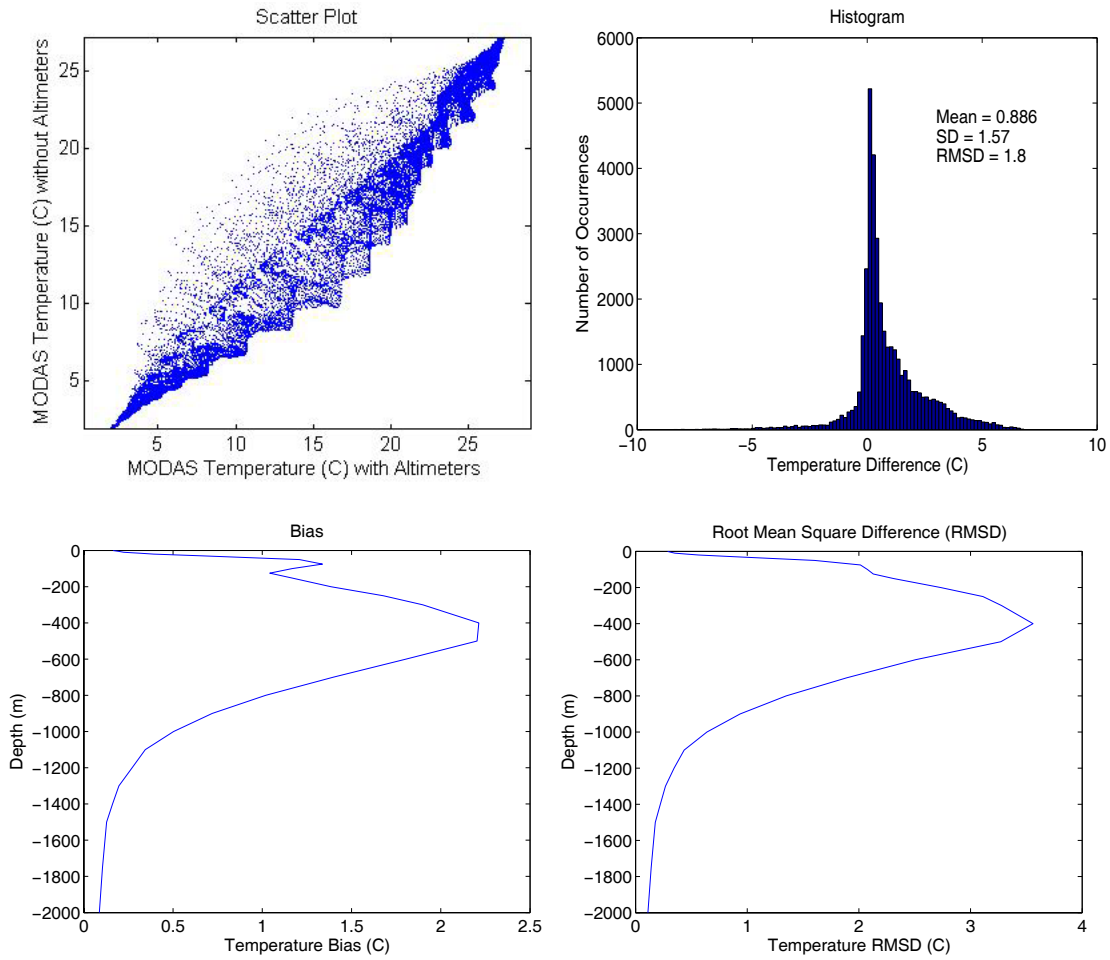 Scatter Plot
MODAS Temperature (C) without Altimeters
25
20
15
10
5
5 10 15 20 25
MODAS Temperature (C) with Altimeters
Histogram
Number of Occurrences
6000
5000
4000
3000
2000
1000
0
Mean = 0.886
SD = 1.57
RMSD = 1.8
−10 −5 0 5 10
Temperature Difference (C)
Bias
Depth (m)
0
−200
−400
−600
−800
−1000
−1200
−1400
−1600
−1800
−2000
0 0.5 1 1.5 2 2.5
Temperature Bias (C)
Root Mean Square Difference (RMSD)
Depth (m)
0
−200
−400
−600
−800
−1000
−1200
−1400
−1600
−1800
−2000
0 1 2 3 4
Temperature RMSD (C)